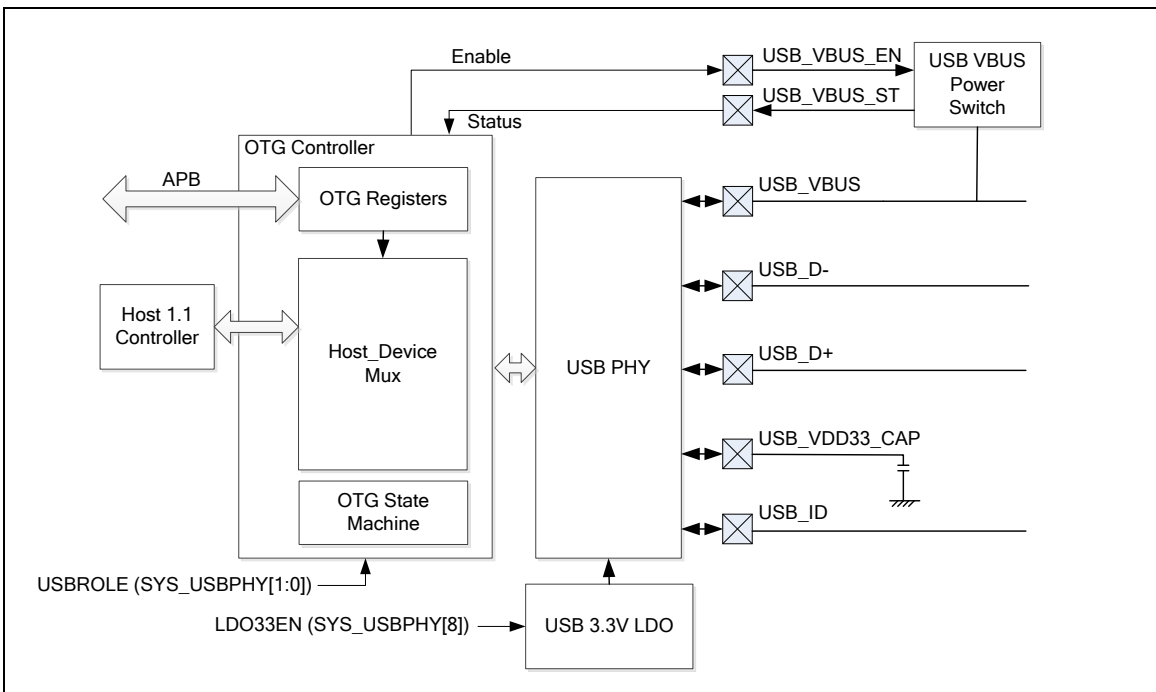 Enable
USB_VBUS_EN
USB VBUS
Power
Switch
USB_VBUS_ST
Status
OTG Controller
APB
OTG Registers
USB_VBUS
USB_D-
Host 1.1
Controller
Host_Device
Mux
USB PHY
USB_D+
USB_VDD33_CAP
OTG State
Machine
USB_ID
USBROLE (SYS_USBPHY[1:0])
LDO33EN (SYS_USBPHY[8])
USB 3.3V LDO